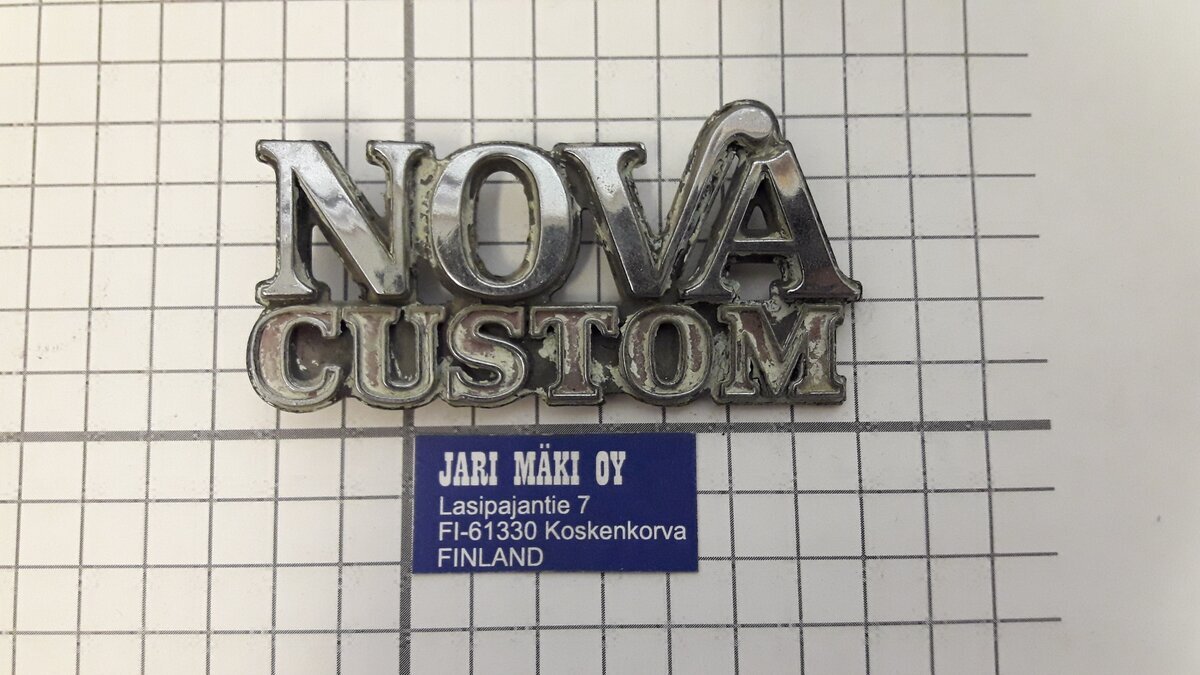 NOVA
CUSTOM
JARI MÄKI OY
Lasipajantie 7
FI-61330 Koskenkorva
FINLAND